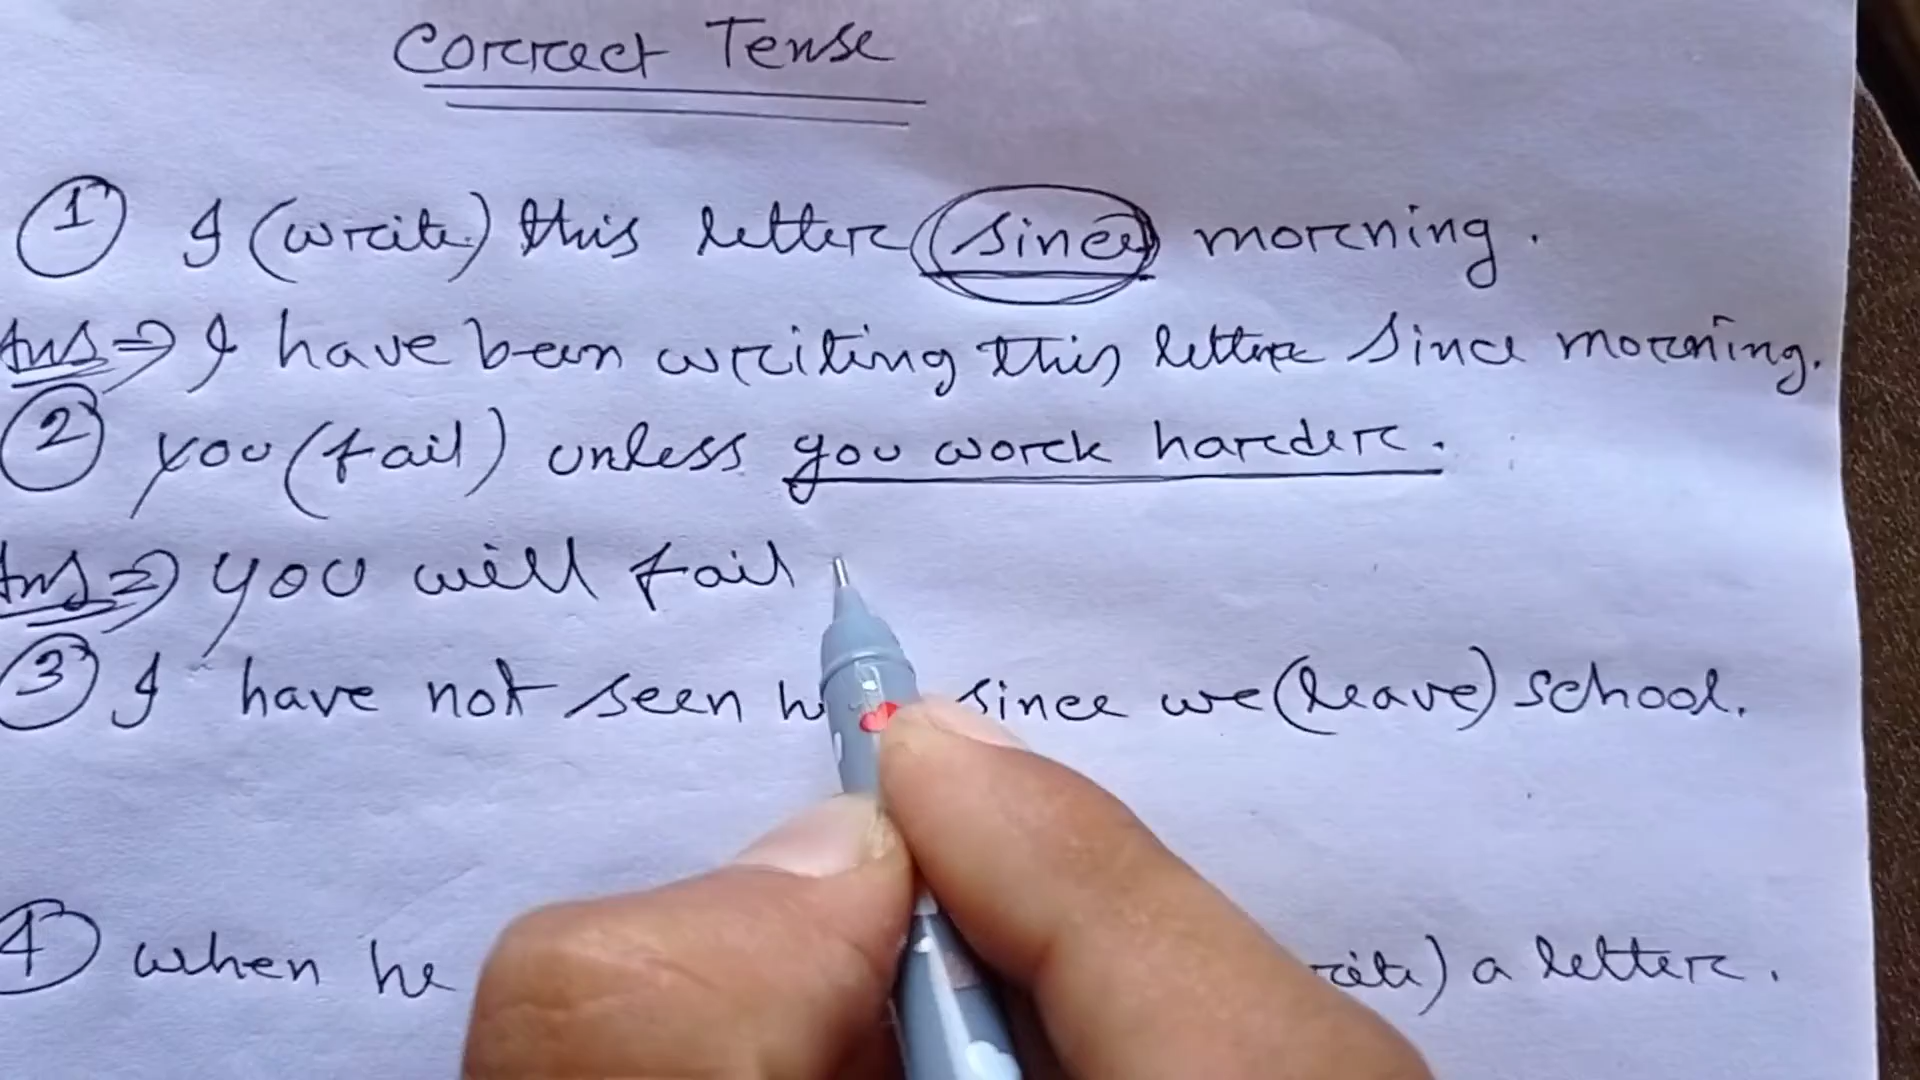 Correct Tense
1 I (write) this letter (since) morning.
Ans=> I have been writing this letter since morning.
2 you (fail) unless you work harder.
Ans=> you will fail
3 I have not seen since we (leave) school.
4 when he a letter.